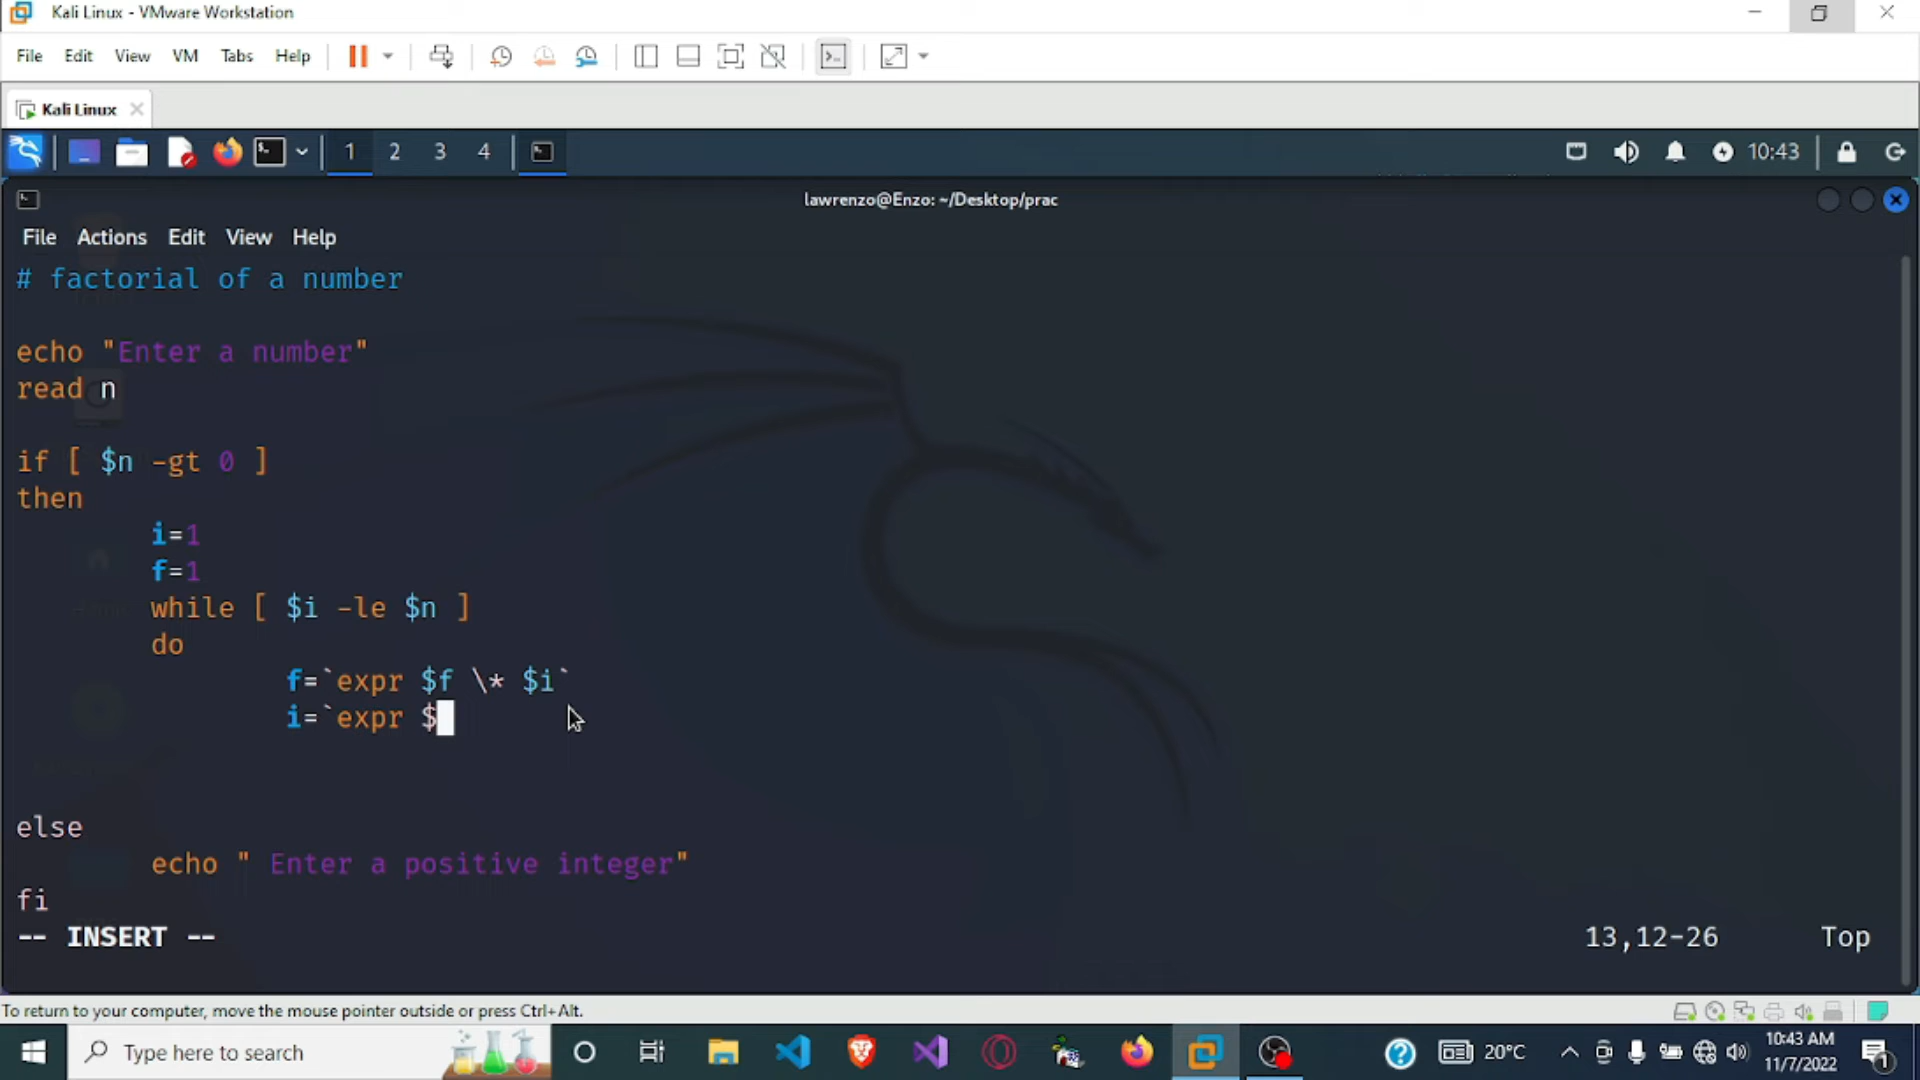 Kali Linux - VMware Workstation
File Edit View VM Tabs Help
Kali Linux
1 2 3 4 10:43
lawrenzo@Enzo: ~/Desktop/prac
File Actions Edit View Help
# factorial of a number
echo "Enter a number"
read n
if [ $n -gt 0 ]
then
i=1
f=1
while [ $i -le $n ]
do
f=`expr $f \* $i`
i=`expr $
else
echo " Enter a positive integer"
fi
-- INSERT -- 13,12-26 Top
To return to your computer, move the mouse pointer outside or press Ctrl+Alt.
Type here to search 20°C 10:43 AM
11/7/2022 1